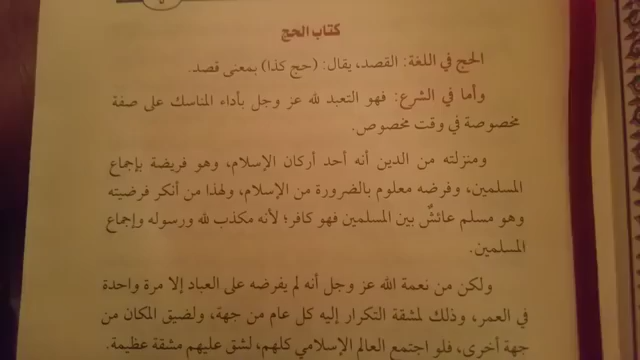 كتاب الحج
الحج في اللغة: القصد، يقال: (حج كذا) بمعنى قصد.
وأما في الشرع: فهو التعبد لله عز وجل بأداء المناسك على صفة
مخصوصة في وقت مخصوص.
ومنزلته من الدين أنه أحد أركان الإسلام، وهو فريضة بإجماع
المسلمين، وفرضه معلوم بالضرورة من الإسلام، ولهذا من أنكر فرضيته
وهو مسلم عائشٌ بين المسلمين فهو كافر؛ لأنه مكذب لله ورسوله وإجماع
المسلمين.
ولكن من نعمة الله عز وجل أنه لم يفرضه على العباد إلا مرة واحدة
في العمر، وذلك لمشقة التكرار إليه كل عام من جهة، ولضيق المكان من
جهة أخرى، فلو اجتمع العالم الإسلامي كلهم، لشق عليهم مشقة عظيمة.